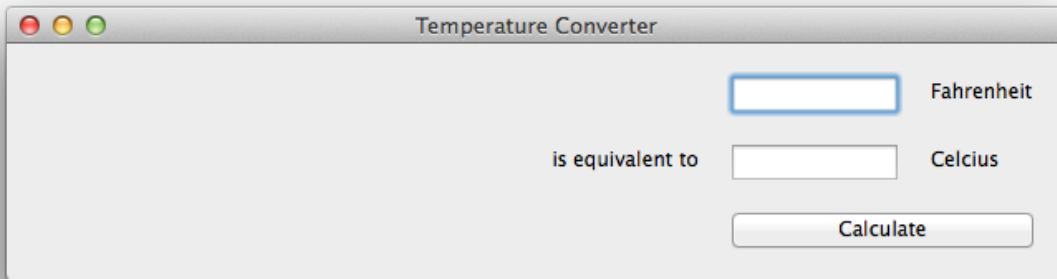 Temperature Converter
Fahrenheit
is equivalent to Celcius
Calculate